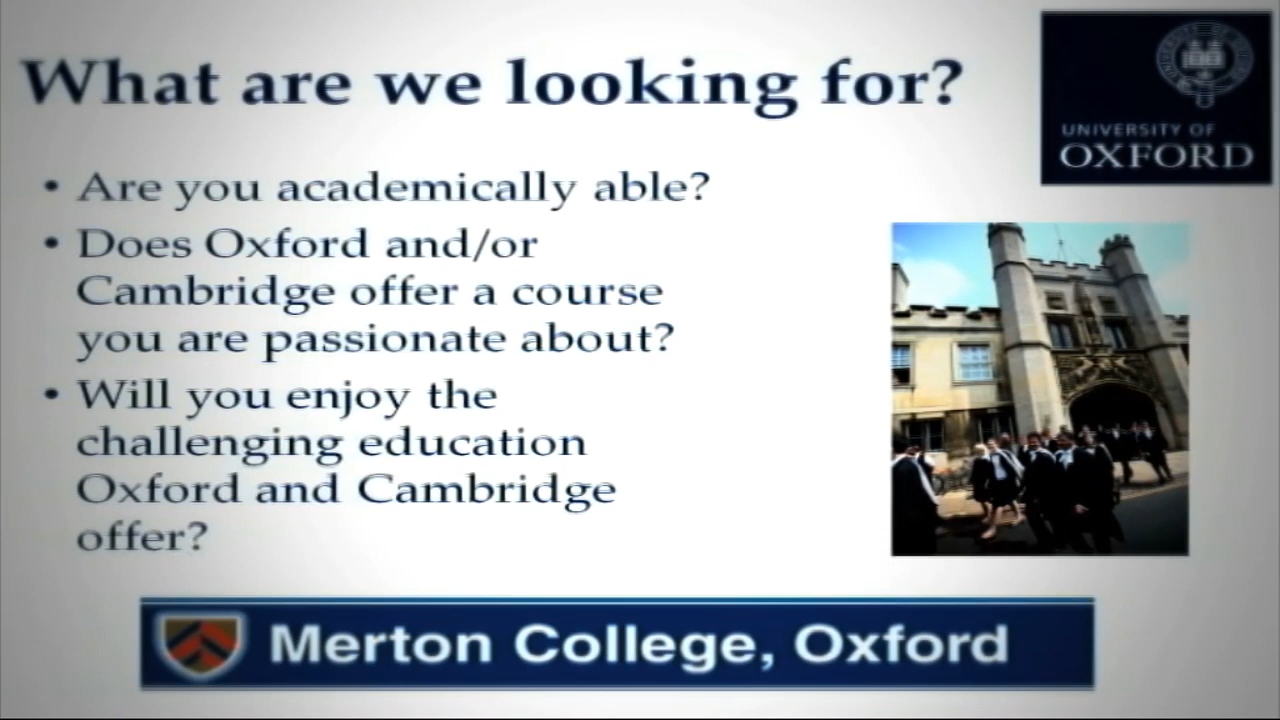 What are we looking for?
UNIVERSITY OF
OXFORD
• Are you academically able?
• Does Oxford and/or
Cambridge offer a course
you are passionate about?
• Will you enjoy the
challenging education
Oxford and Cambridge
offer?
Merton College, Oxford